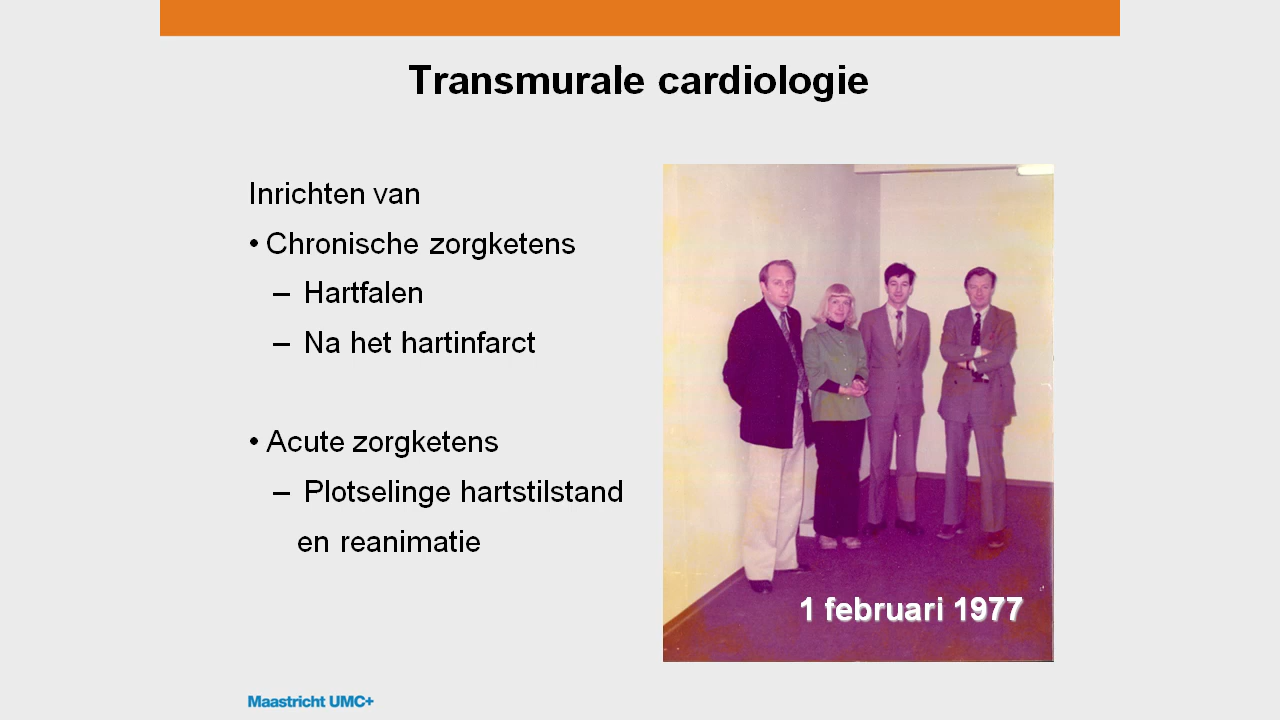 Transmurale cardiologie
Inrichten van
• Chronische zorgketens
– Hartfalen
– Na het hartinfarct
• Acute zorgketens
– Plotselinge hartstilstand
en reanimatie
1 februari 1977
Maastricht UMC+